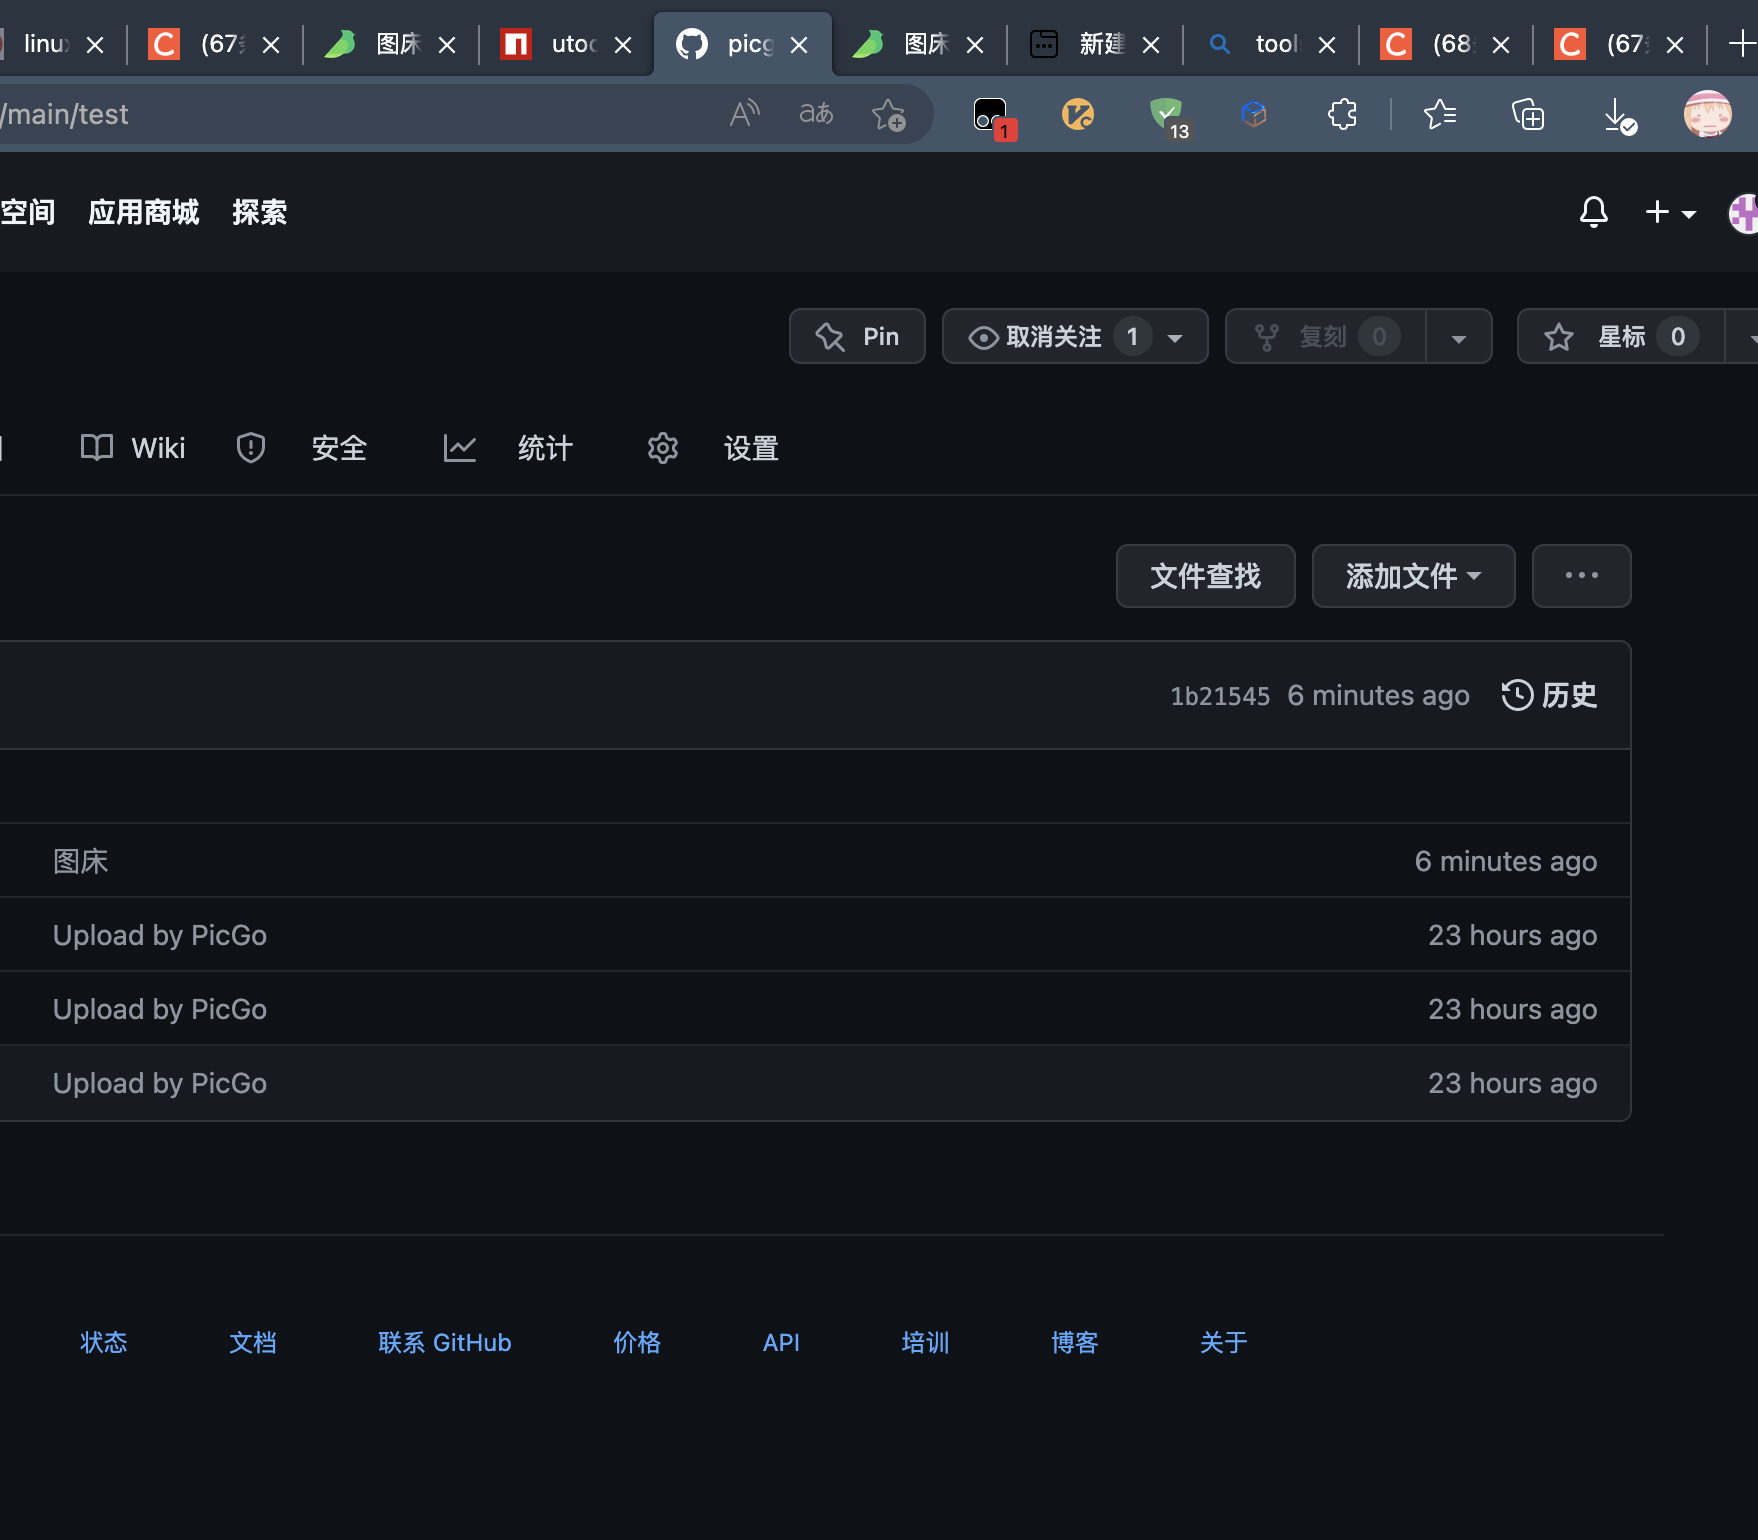 linu (67 图床 utoo picg 图床 新建 tool (68 (67
/main/test A aあ 1 13
空间 应用商城 探索
Pin 取消关注 1 复刻 0 星标 0
Wiki 安全 统计 设置
文件查找 添加文件 ...
1b21545 6 minutes ago 历史
图床 6 minutes ago
Upload by PicGo 23 hours ago
Upload by PicGo 23 hours ago
Upload by PicGo 23 hours ago
状态 文档 联系 GitHub 价格 API 培训 博客 关于